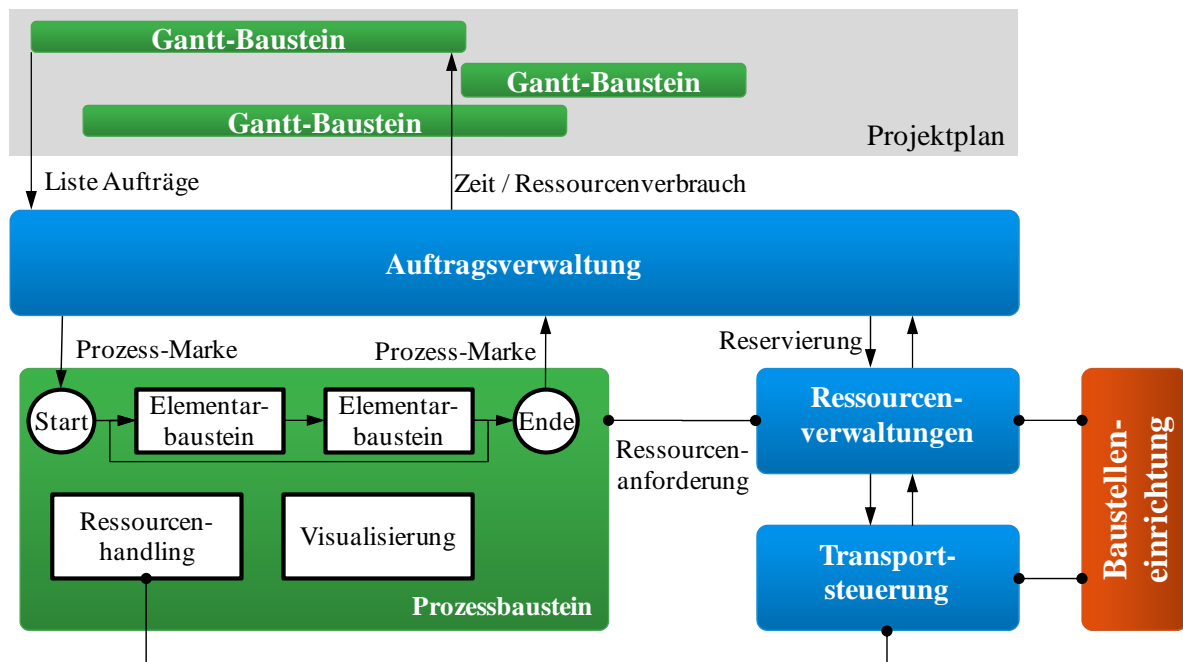 Gantt-Baustein
Gantt-Baustein
Gantt-Baustein
Projektplan
Liste Aufträge
Zeit / Ressourcenverbrauch
Auftragsverwaltung
Prozess-Marke
Prozess-Marke
Reservierung
Start
Elementar-
baustein
Elementar-
baustein
Ende
Ressourcen-
anforderung
Ressourcen-
verwaltungen
Baustellen-
einrichtung
Ressourcen-
handling
Visualisierung
Prozessbaustein
Transport-
steuerung